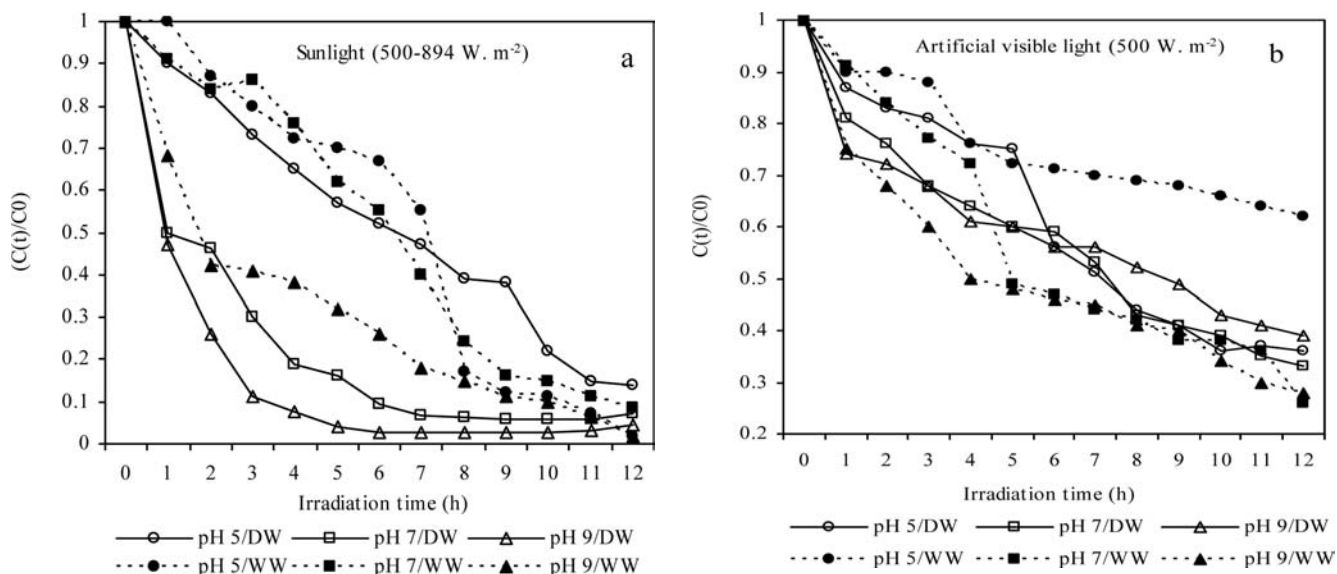 Sunlight (500-894 W. m-2)
a
(C(t)/C0)
1
0.9
0.8
0.7
0.6
0.5
0.4
0.3
0.2
0.1
0
0 1 2 3 4 5 6 7 8 9 10 11 12
Irradiation time (h)
pH 5/DW pH 7/DW pH 9/DW
pH 5/WW pH 7/WW pH 9/WW
Artificial visible light (500 W. m-2)
b
C(t)/C0
1
0.9
0.8
0.7
0.6
0.5
0.4
0.3
0.2
0 1 2 3 4 5 6 7 8 9 10 11 12
Irradiation time (h)
pH 5/DW pH 7/DW pH 9/DW
pH 5/WW pH 7/WW pH 9/WW